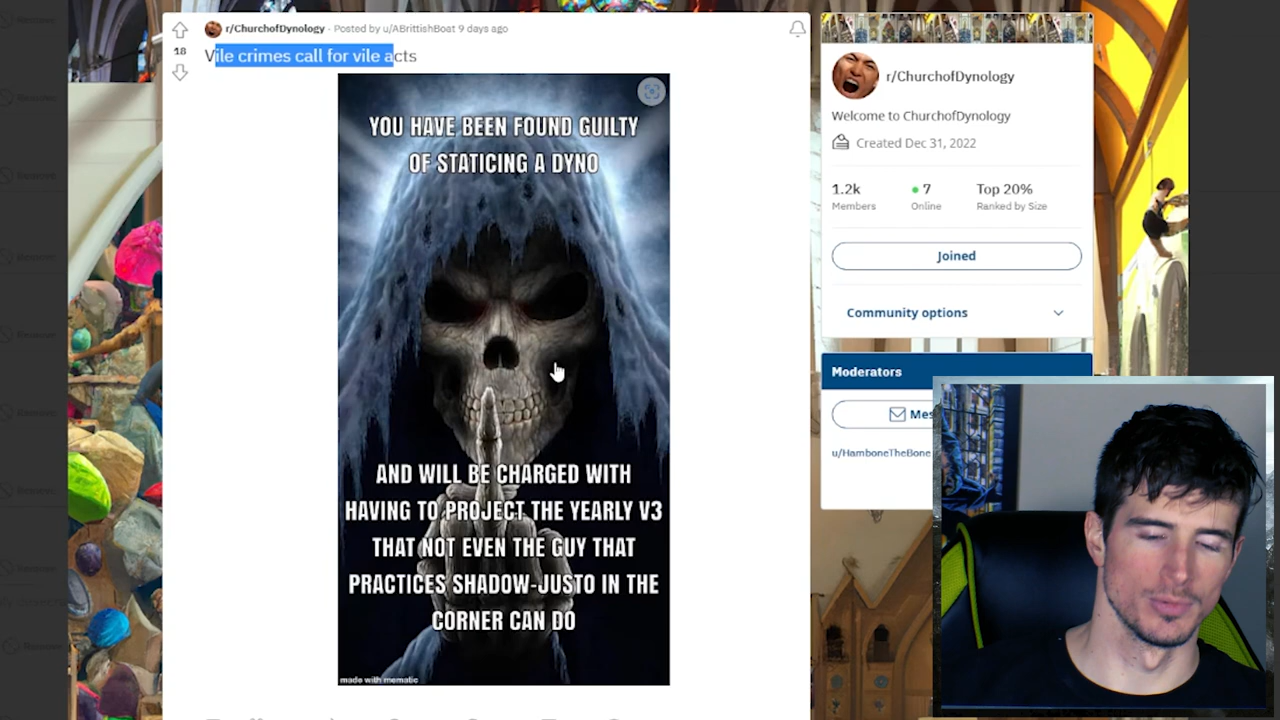 r/ChurchofDynology · Posted by u/ABrittishBoat 9 days ago
18
Vile crimes call for vile acts
YOU HAVE BEEN FOUND GUILTY
OF STATICING A DYNO
AND WILL BE CHARGED WITH
HAVING TO PROJECT THE YEARLY V3
THAT NOT EVEN THE GUY THAT
PRACTICES SHADOW-JUSTO IN THE
CORNER CAN DO
made with mematic
r/ChurchofDynology
Welcome to ChurchofDynology
Created Dec 31, 2022
1.2k 7 Top 20%
Members Online Ranked by Size
Joined
Community options
Moderators
Mes
u/HamboneTheBone